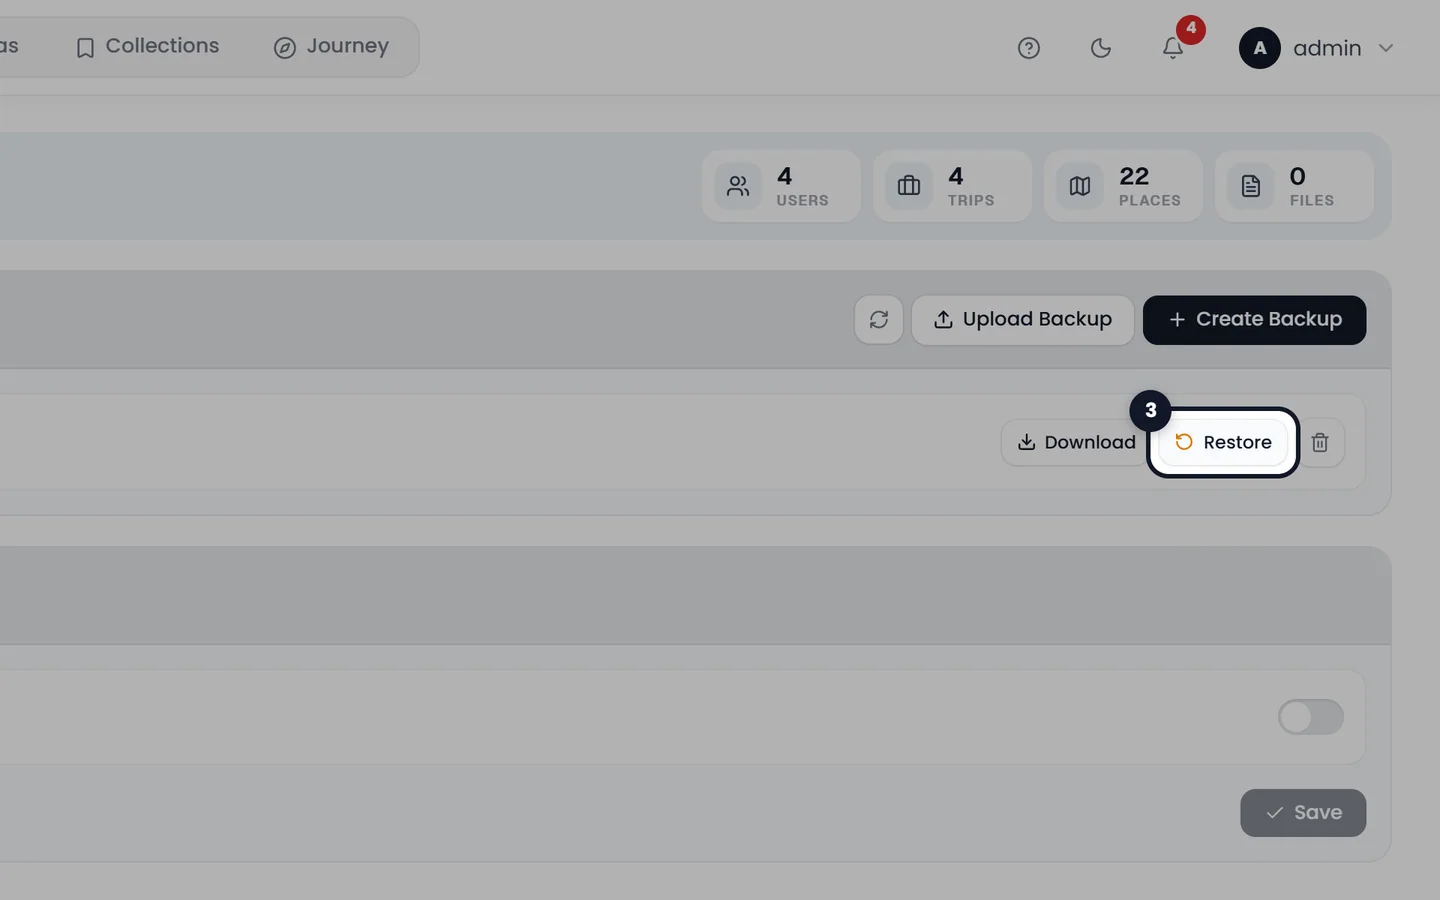 as Collections Journey
4
A admin
4 USERS
4 TRIPS
22 PLACES
0 FILES
Upload Backup
Create Backup
3
Download
Restore
Save